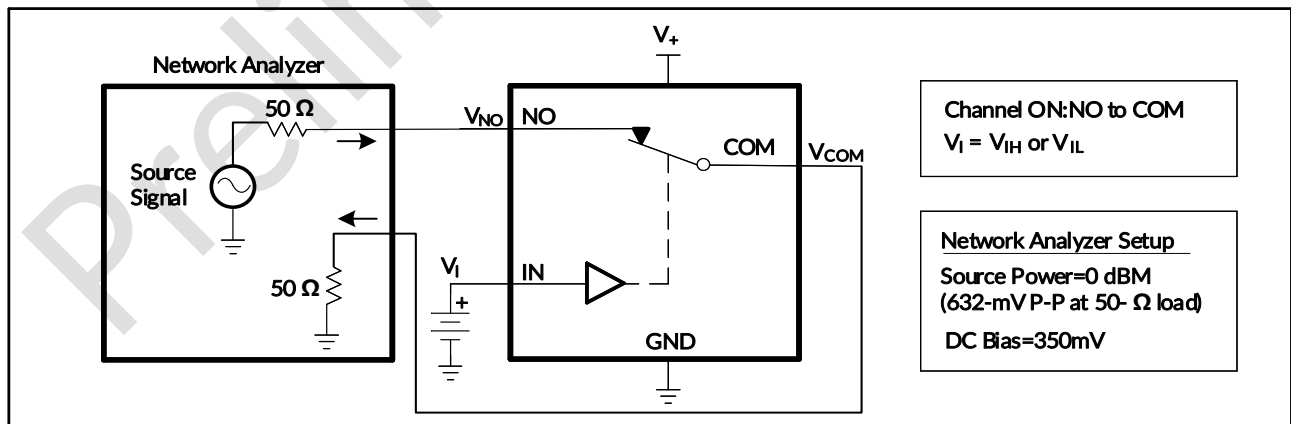 Prelim
Network Analyzer
50 Ω
Source
Signal
50 Ω
V+
VNO NO
COM
VCOM
VI
IN
+
GND
Channel ON:NO to COM
VI = VIH or VIL
Network Analyzer Setup
Source Power=0 dBM
(632-mV P-P at 50- Ω load)
DC Bias=350mV